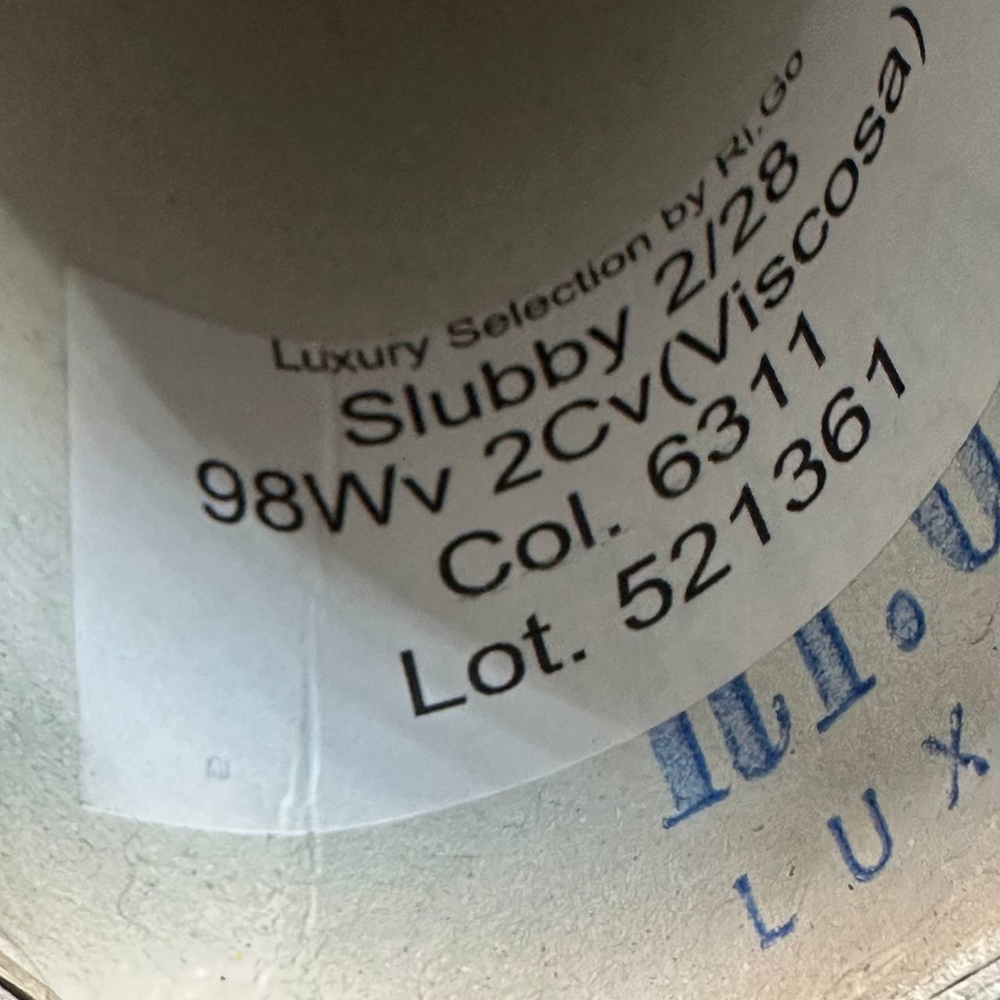 Luxury Selection by Ri.Go
Slubby 2/28
98Wv 2Cv(Viscosa)
Col. 6311
Lot. 521361
LUX